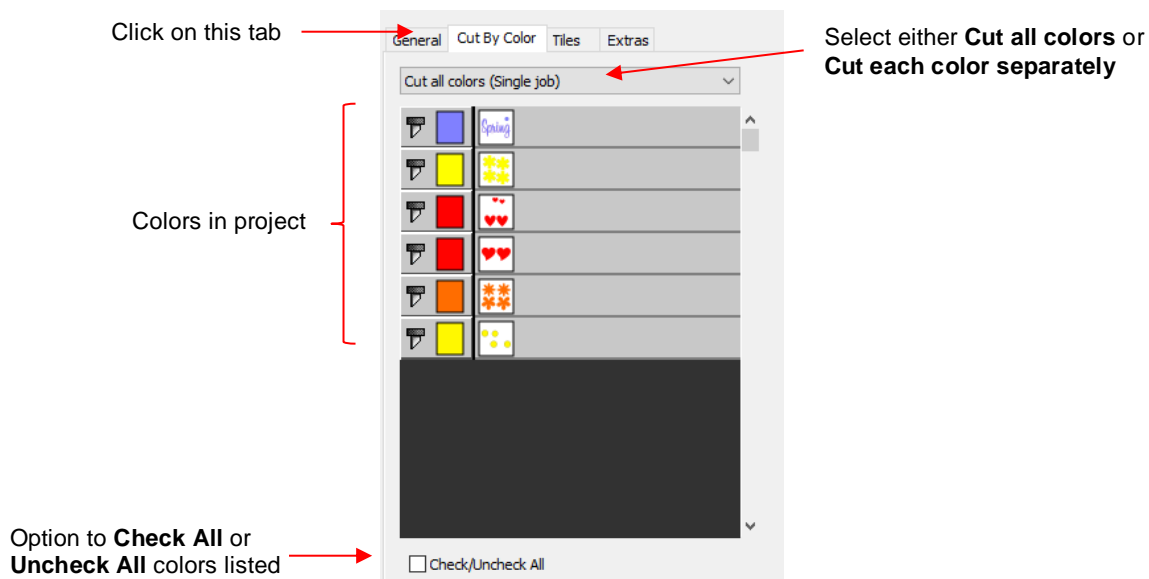 Click on this tab
General Cut By Color Tiles Extras
Select either Cut all colors or
Cut each color separately
Cut all colors (Single job)
Spring
Colors in project
Option to Check All or
Uncheck All colors listed
Check/Uncheck All